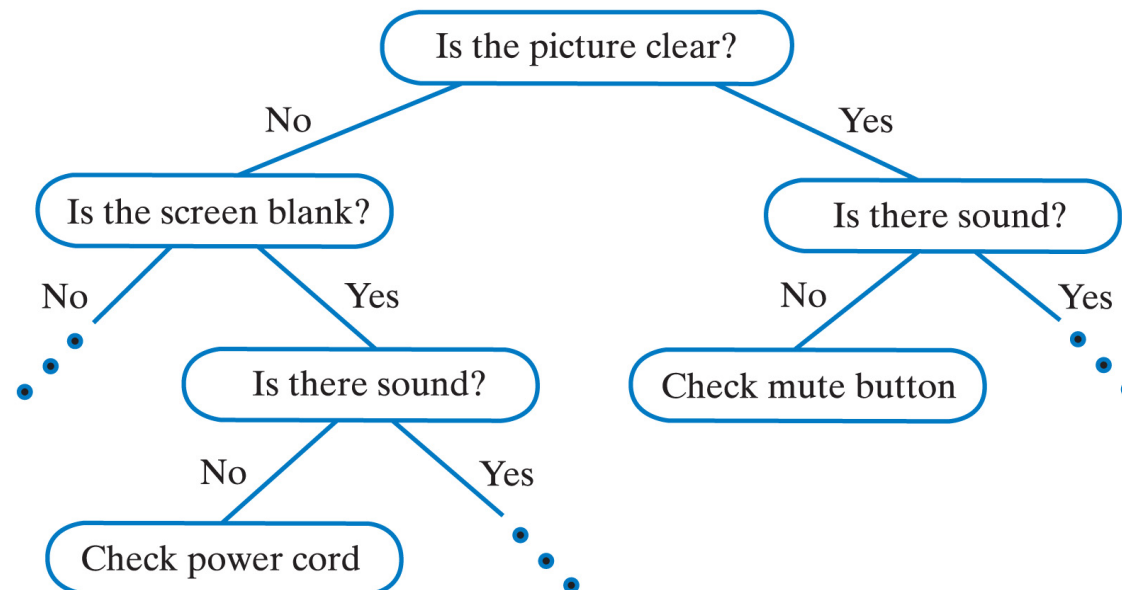 Is the picture clear?
No
Yes
Is the screen blank?
Is there sound?
No
Yes
No
Yes
Is there sound?
Check mute button
No
Yes
Check power cord